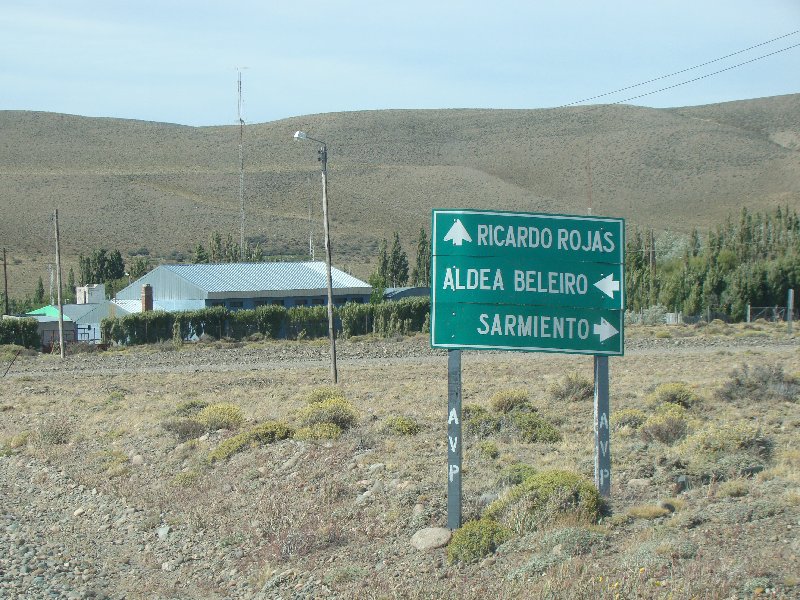 RICARDO ROJAS
ALDEA BELEIRO
SARMIENTO
AVP
AVP